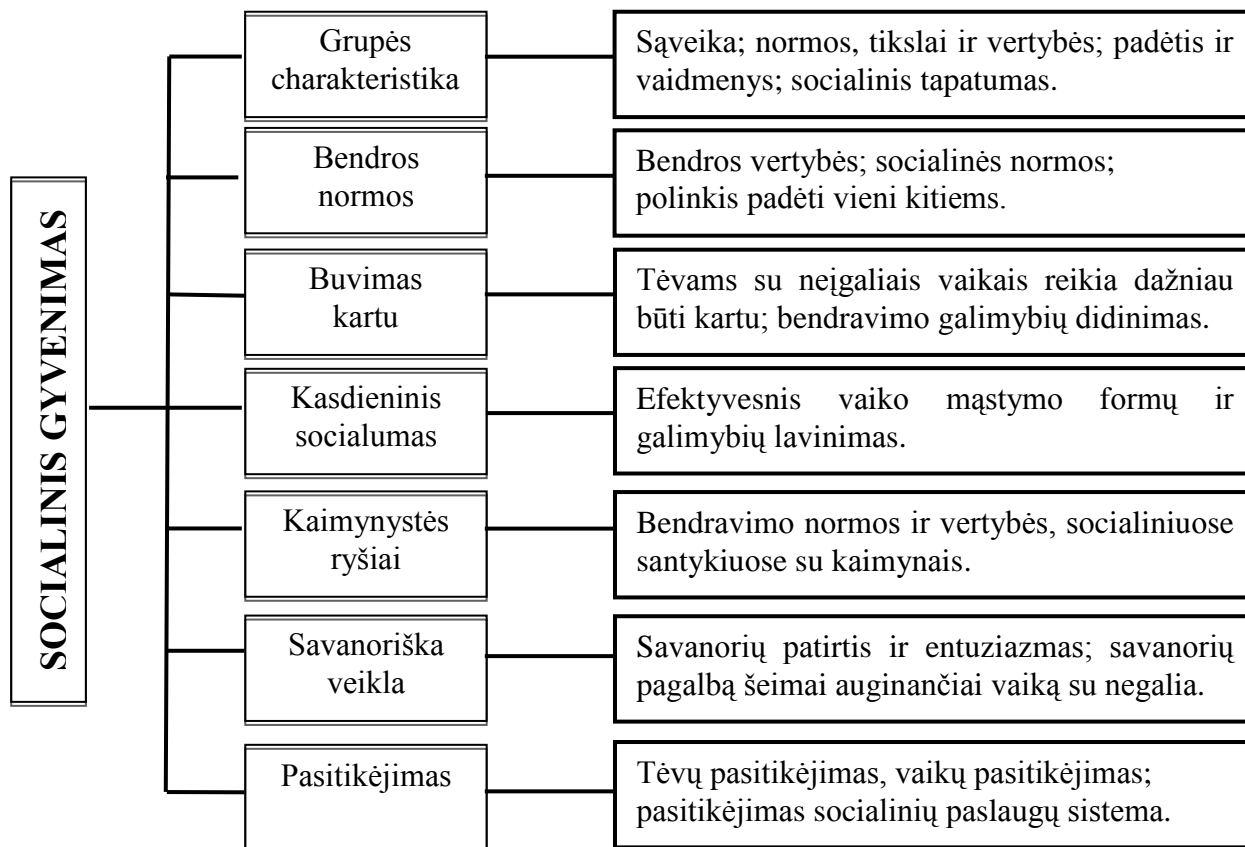 SOCIALINIS GYVENIMAS
Grupės
charakteristika
Sąveika; normos, tikslai ir vertybės; padėtis ir
vaidmenys; socialinis tapatumas.
Bendros
normos
Bendros vertybės; socialinės normos;
polinkis padėti vieni kitiems.
Buvimas
kartu
Tėvams su neįgaliais vaikais reikia dažniau
būti kartu; bendravimo galimybių didinimas.
Kasdieninis
socialumas
Efektyvesnis vaiko mąstymo formų ir
galimybių lavinimas.
Kaimynystės
ryšiai
Bendravimo normos ir vertybės, socialiniuose
santykiuose su kaimynais.
Savanoriška
veikla
Savanorių patirtis ir entuziazmas; savanorių
pagalbą šeimai auginančiai vaiką su negalia.
Pasitikėjimas
Tėvų pasitikėjimas, vaikų pasitikėjimas;
pasitikėjimas socialinių paslaugų sistema.